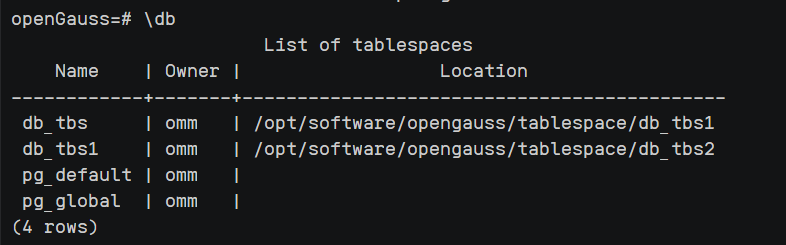 openGauss=# \db
                         List of tablespaces
    Name    | Owner |                   Location
------------+-------+---------------------------------------------
 db_tbs     | omm   | /opt/software/opengauss/tablespace/db_tbs1
 db_tbs1    | omm   | /opt/software/opengauss/tablespace/db_tbs2
 pg_default | omm   |
 pg_global  | omm   |
(4 rows)